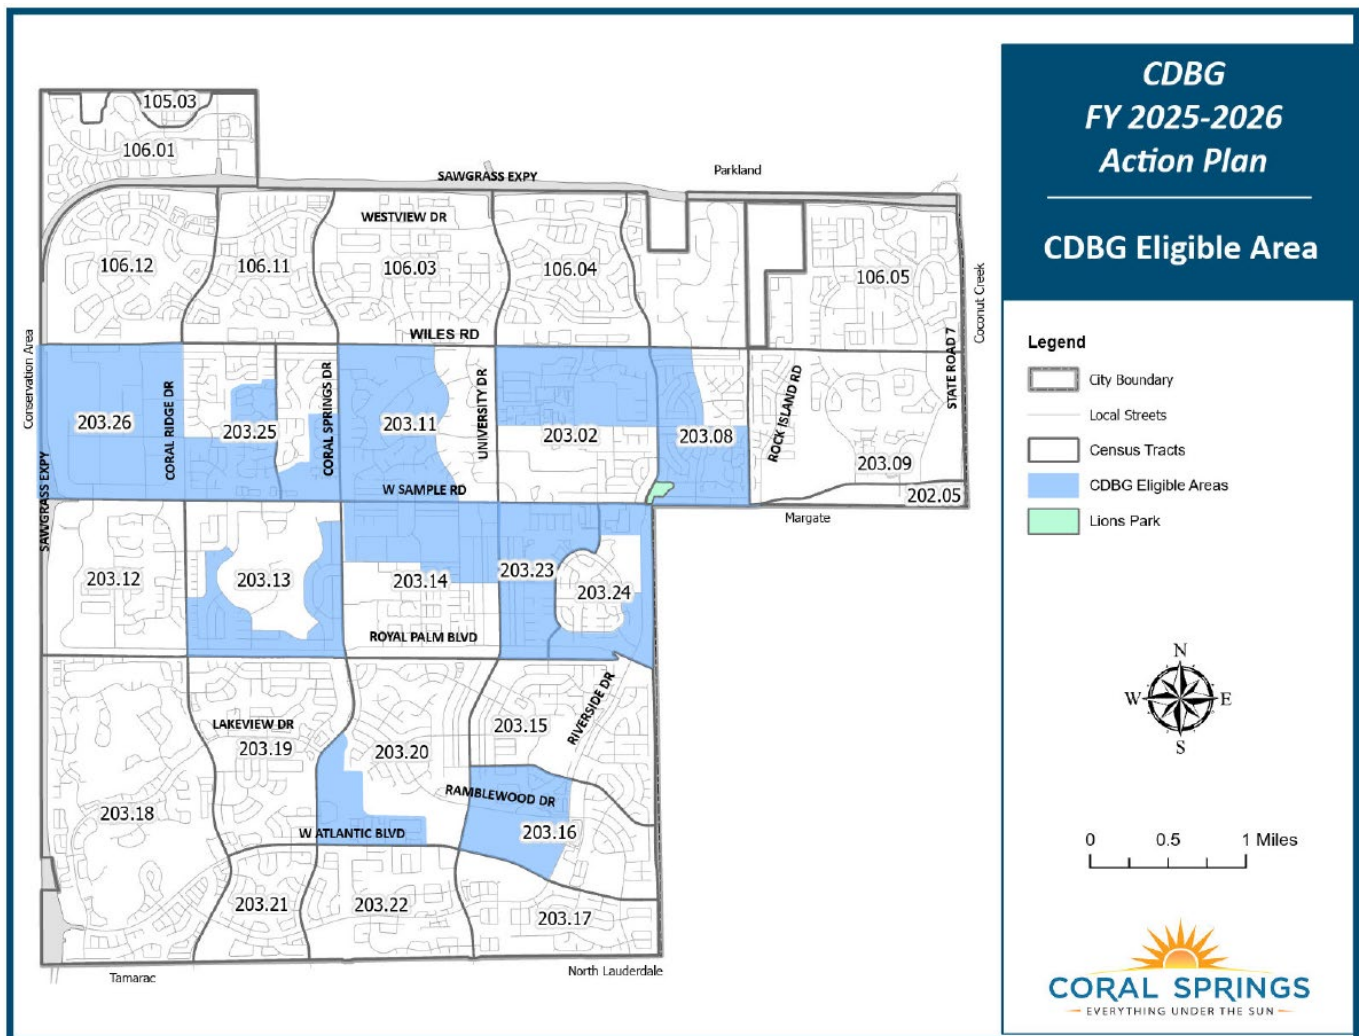 CDBG
FY 2025-2026
Action Plan
CDBG Eligible Area
105.03
106.01
SAWGRASS EXPY
Parkland
WESTVIEW DR
106.12
106.11
106.03
106.04
106.05
Coconut Creek
Conservation Area
WILES RD
STATE ROAD 7
CORAL RIDGE DR
CORAL SPRINGS DR
UNIVERSITY DR
ROCK ISLAND RD
203.26
203.25
203.11
203.02
203.08
203.09
202.05
W SAMPLE RD
SAWGRASS EXPY
Margate
203.12
203.13
203.14
203.23
203.24
ROYAL PALM BLVD
LAKEVIEW DR
203.19
203.20
203.15
RIVERSIDE DR
203.18
RAMBLEWOOD DR
W ATLANTIC BLVD
203.16
203.21
203.22
203.17
Tamarac
North Lauderdale
Legend
City Boundary
Local Streets
Census Tracts
CDBG Eligible Areas
Lions Park
N
W E
S
0 0.5 1 Miles
CORAL SPRINGS
EVERYTHING UNDER THE SUN